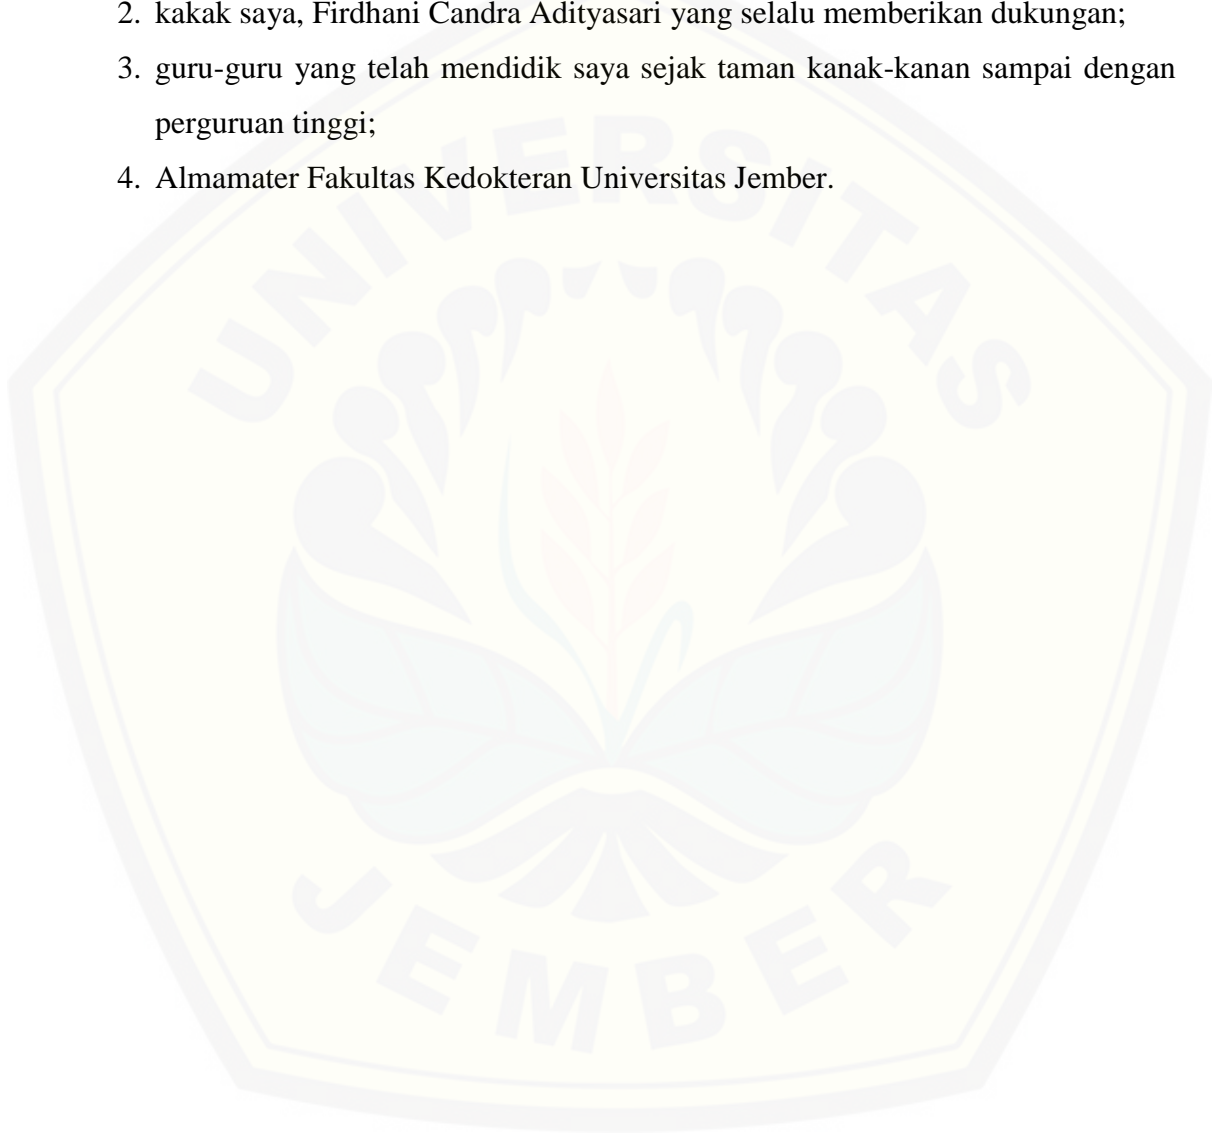 2. kakak saya, Firdhani Candra Adityasari yang selalu memberikan dukungan;
3. guru-guru yang telah mendidik saya sejak taman kanak-kanan sampai dengan
perguruan tinggi;
4. Almamater Fakultas Kedokteran Universitas Jember.
UNIVERSITAS
JEMBER